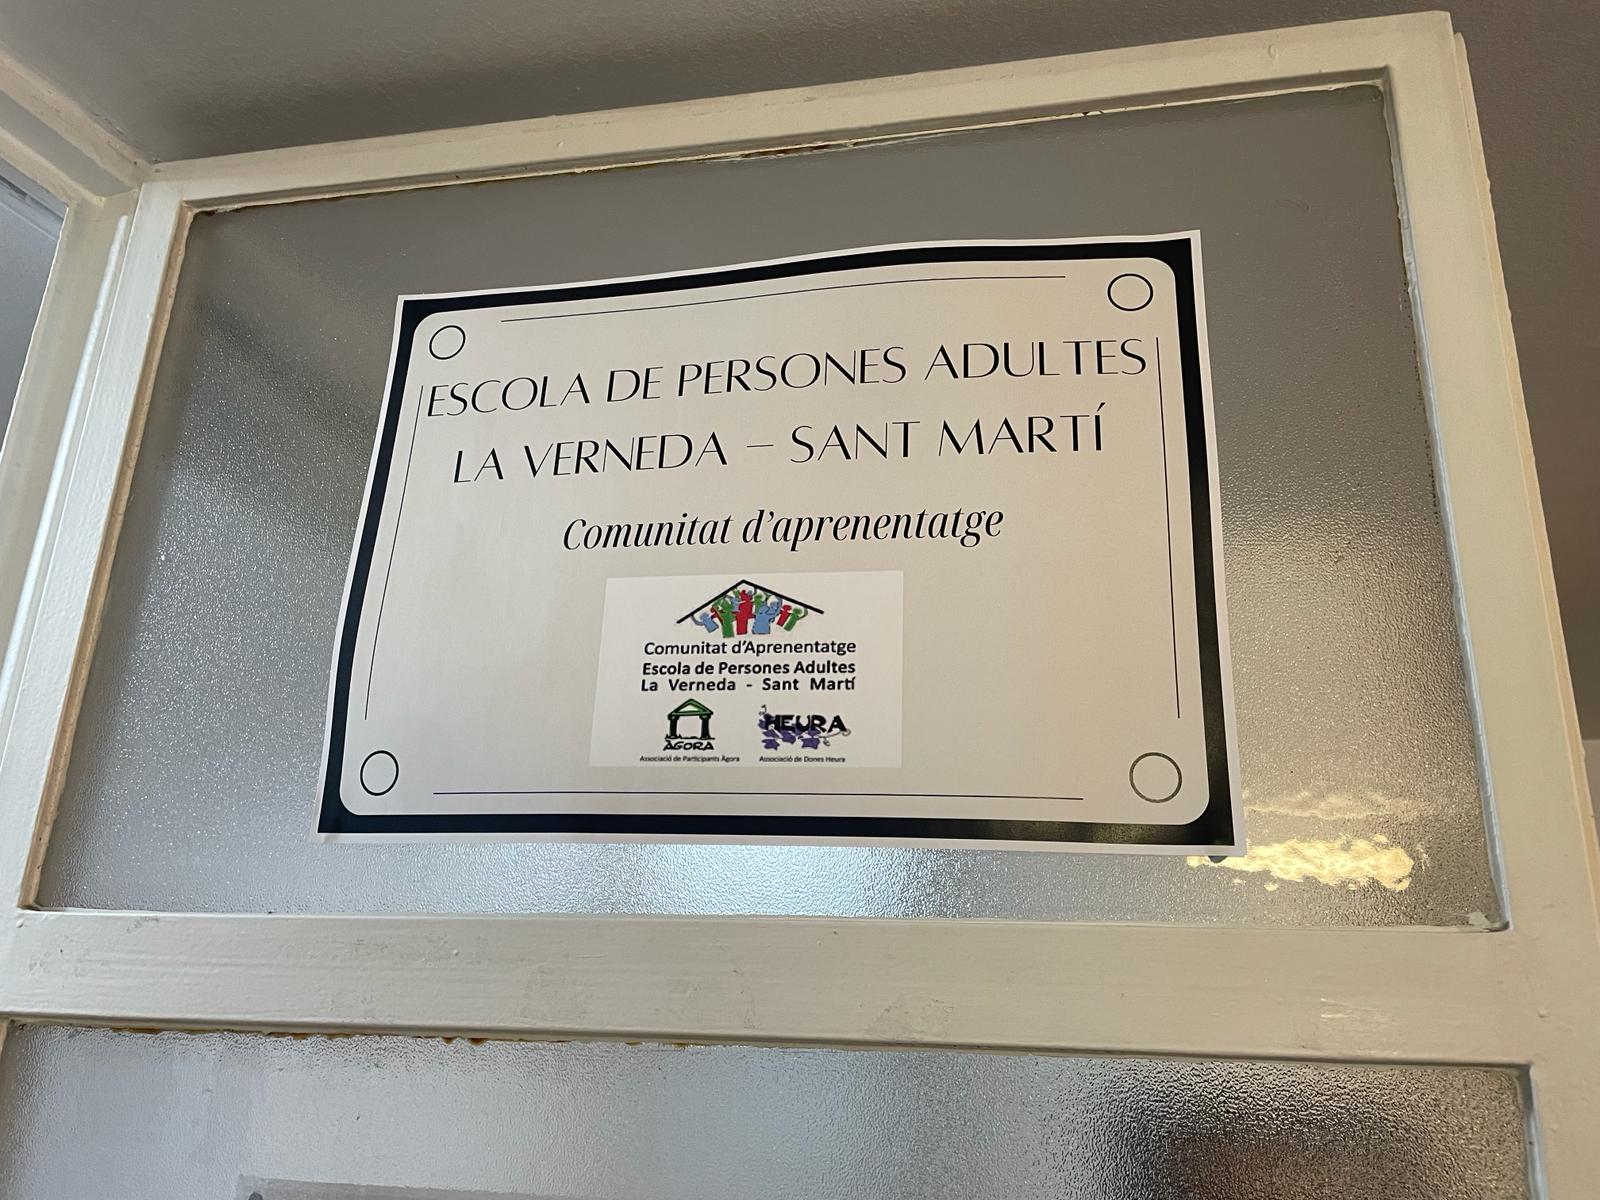 ESCOLA DE PERSONES ADULTES
LA VERNEDA – SANT MARTÍ
Comunitat d'aprenentatge
Comunitat d'Aprenentatge
Escola de Persones Adultes
La Verneda - Sant Martí
ÀGORA
HEURA
Associació de Participants Àgora
Associació de Dones Heura